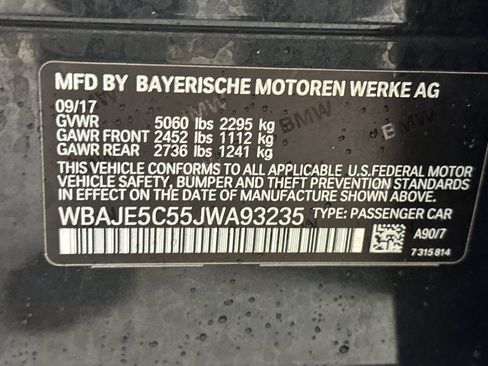 MFD BY BAYERISCHE MOTOREN WERKE AG
09/17
GVWR 5060 lbs 2295 kg
GAWR FRONT 2452 lbs 1112 kg
GAWR REAR 2736 lbs 1241 kg
THIS VEHICLE CONFORMS TO ALL APPLICABLE U.S.FEDERAL MOTOR
VEHICLE SAFETY, BUMPER AND THEFT PREVENTION STANDARDS
IN EFFECT ON THE DATE OF MANUFACTURE SHOWN ABOVE.
WBAJE5C55JWA93235 TYPE: PASSENGER CAR
A90/7
7 315 814
BMW
BMW